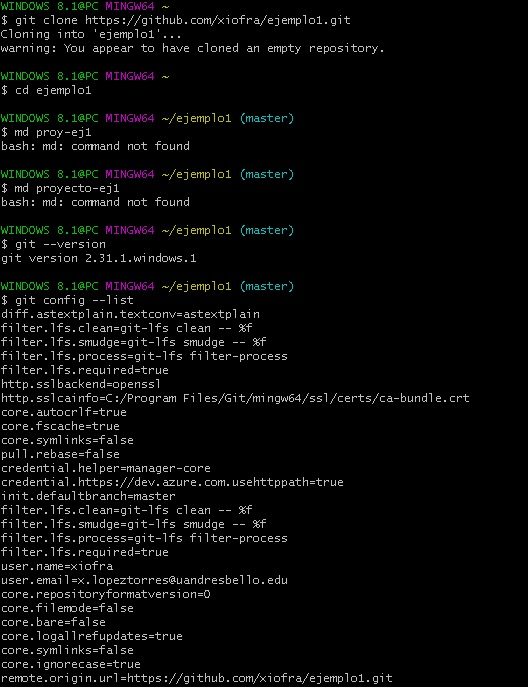 WINDOWS 8.1@PC MINGW64 ~
$ git clone https://github.com/xiofra/ejemplo1.git
Cloning into 'ejemplo1'...
warning: You appear to have cloned an empty repository.
WINDOWS 8.1@PC MINGW64 ~
$ cd ejemplo1
WINDOWS 8.1@PC MINGW64 ~/ejemplo1 (master)
$ md proy-ej1
bash: md: command not found
WINDOWS 8.1@PC MINGW64 ~/ejemplo1 (master)
$ md proyecto-ej1
bash: md: command not found
WINDOWS 8.1@PC MINGW64 ~/ejemplo1 (master)
$ git --version
git version 2.31.1.windows.1
WINDOWS 8.1@PC MINGW64 ~/ejemplo1 (master)
$ git config --list
diff.astextplain.textconv=astextplain
filter.lfs.clean=git-lfs clean -- %f
filter.lfs.smudge=git-lfs smudge -- %f
filter.lfs.process=git-lfs filter-process
filter.lfs.required=true
http.sslbackend=openssl
http.sslcainfo=C:/Program Files/Git/mingw64/ssl/certs/ca-bundle.crt
core.autocrlf=true
core.fscache=true
core.symlinks=false
pull.rebase=false
credential.helper=manager-core
credential.https://dev.azure.com.usehttppath=true
init.defaultbranch=master
filter.lfs.clean=git-lfs clean -- %f
filter.lfs.smudge=git-lfs smudge -- %f
filter.lfs.process=git-lfs filter-process
filter.lfs.required=true
user.name=xiofra
user.email=x.lopeztorres@uandresbello.edu
core.repositoryformatversion=0
core.filemode=false
core.bare=false
core.logallrefupdates=true
core.symlinks=false
core.ignorecase=true
remote.origin.url=https://github.com/xiofra/ejemplo1.git